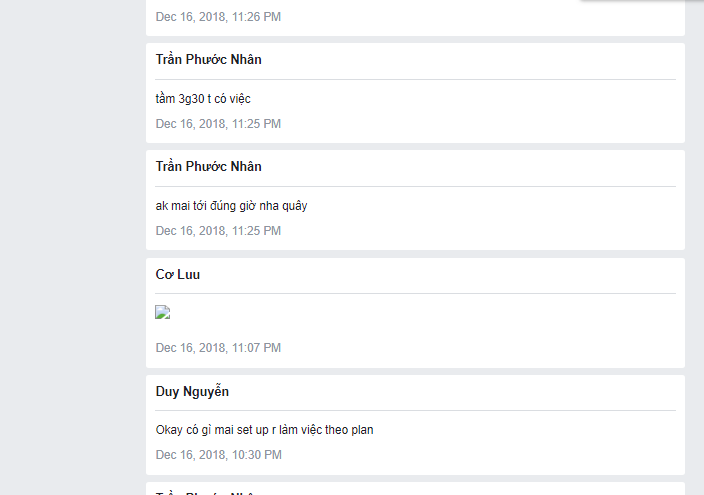 Dec 16, 2018, 11:26 PM
Trần Phước Nhân
tầm 3g30 t có việc
Dec 16, 2018, 11:25 PM
Trần Phước Nhân
ak mai tới đúng giờ nha quây
Dec 16, 2018, 11:25 PM
Cơ Luu
Dec 16, 2018, 11:07 PM
Duy Nguyễn
Okay có gì mai set up r làm việc theo plan
Dec 16, 2018, 10:30 PM
Trần Phước Nhân